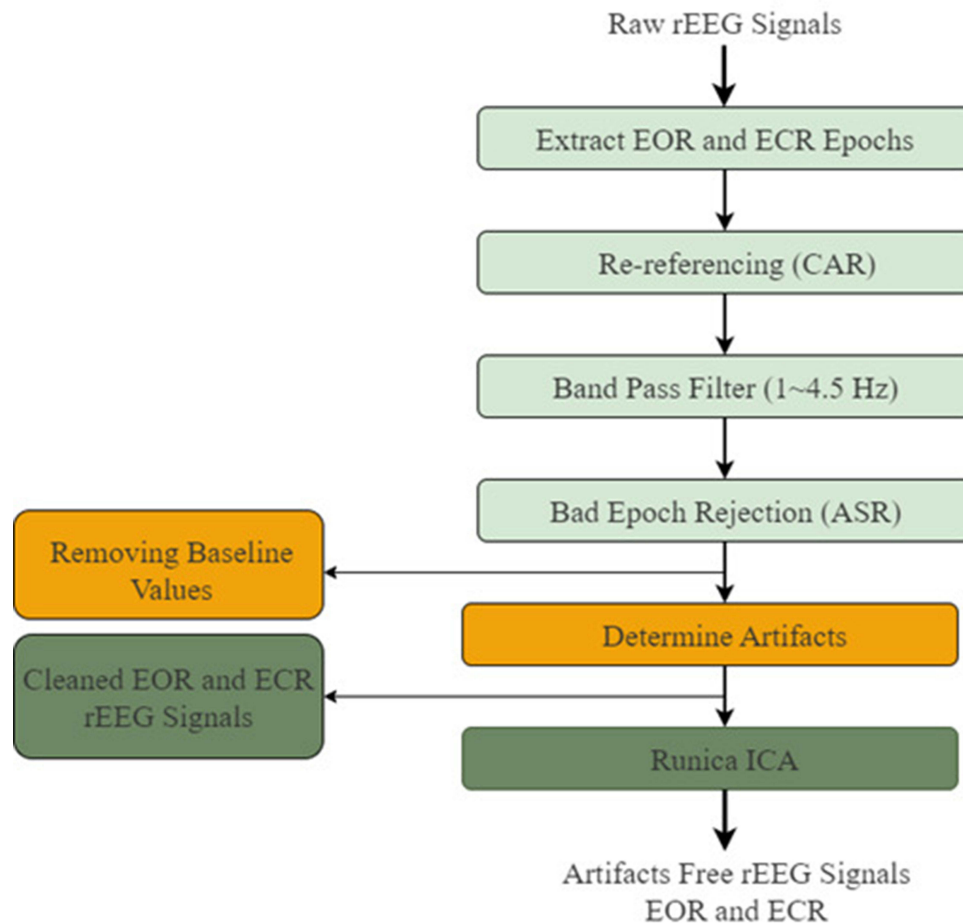 Raw rEEG Signals
Extract EOR and ECR Epochs
Re-referencing (CAR)
Band Pass Filter (1~4.5 Hz)
Bad Epoch Rejection (ASR)
Removing Baseline
Values
Determine Artifacts
Cleaned EOR and ECR
rEEG Signals
Runica ICA
Artifacts Free rEEG Signals
EOR and ECR